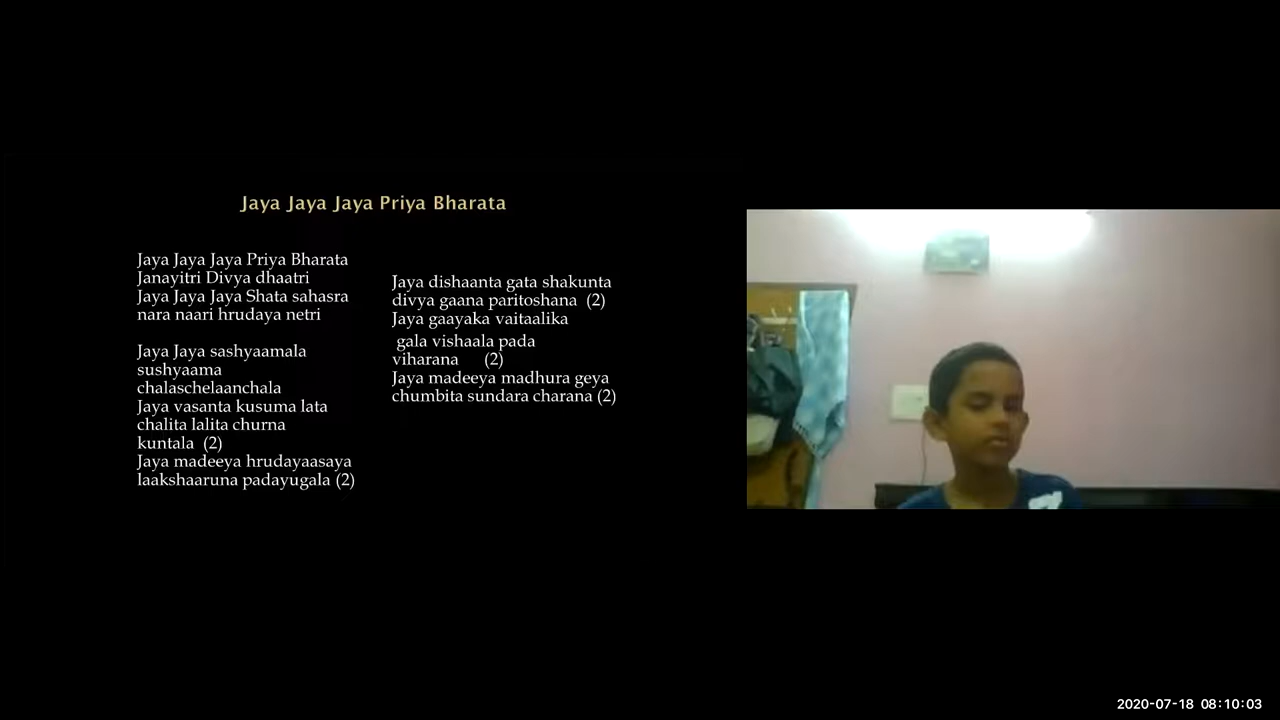 Jaya Jaya Jaya Priya Bharata
Jaya Jaya Jaya Priya Bharata
Janayitri Divya dhaatri
Jaya Jaya Jaya Shata sahasra
nara naari hrudaya netri
Jaya Jaya sashyaamala
sushyaama
chalaschelaanchala
Jaya vasanta kusuma lata
chalita lalita churna
kuntala (2)
Jaya madeeya hrudayaasaya
laakshaaruna padayugala (2)
Jaya dishaanta gata shakunta
divya gaana paritoshana (2)
Jaya gaayaka vaitaalika
gala vishaala pada
viharana (2)
Jaya madeeya madhura geya
chumbita sundara charana (2)
2020-07-18 08:10:03